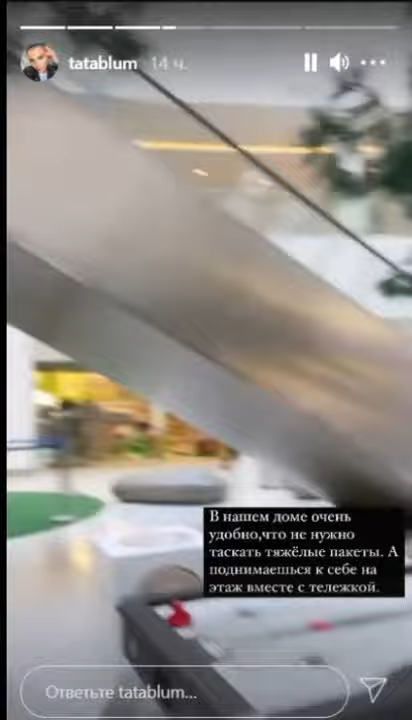 tatablum 14 ч.
В нашем доме очень
удобно,что не нужно
таскать тяжёлые пакеты. А
поднимаешься к себе на
этаж вместе с тележкой.
Ответьте tatablum...